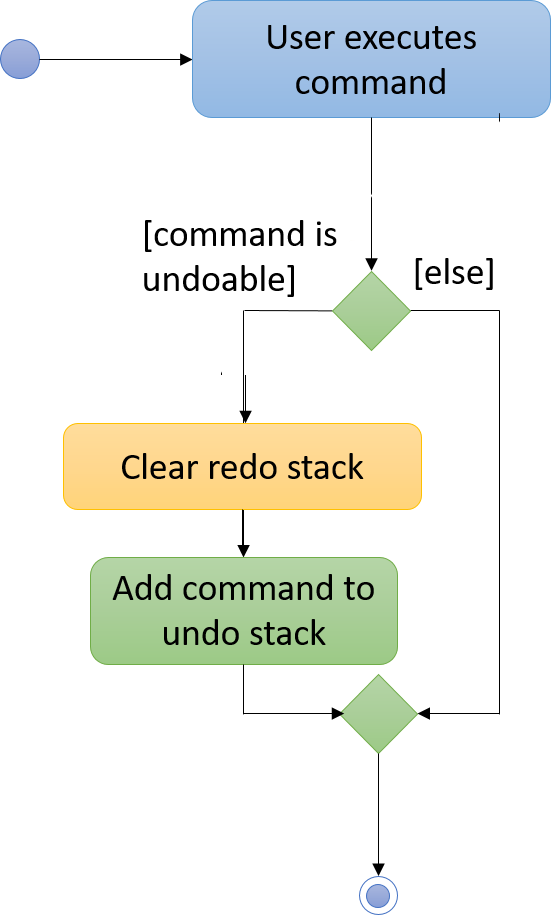 User executes
command
[command is
undoable]
[else]
Clear redo stack
Add command to
undo stack